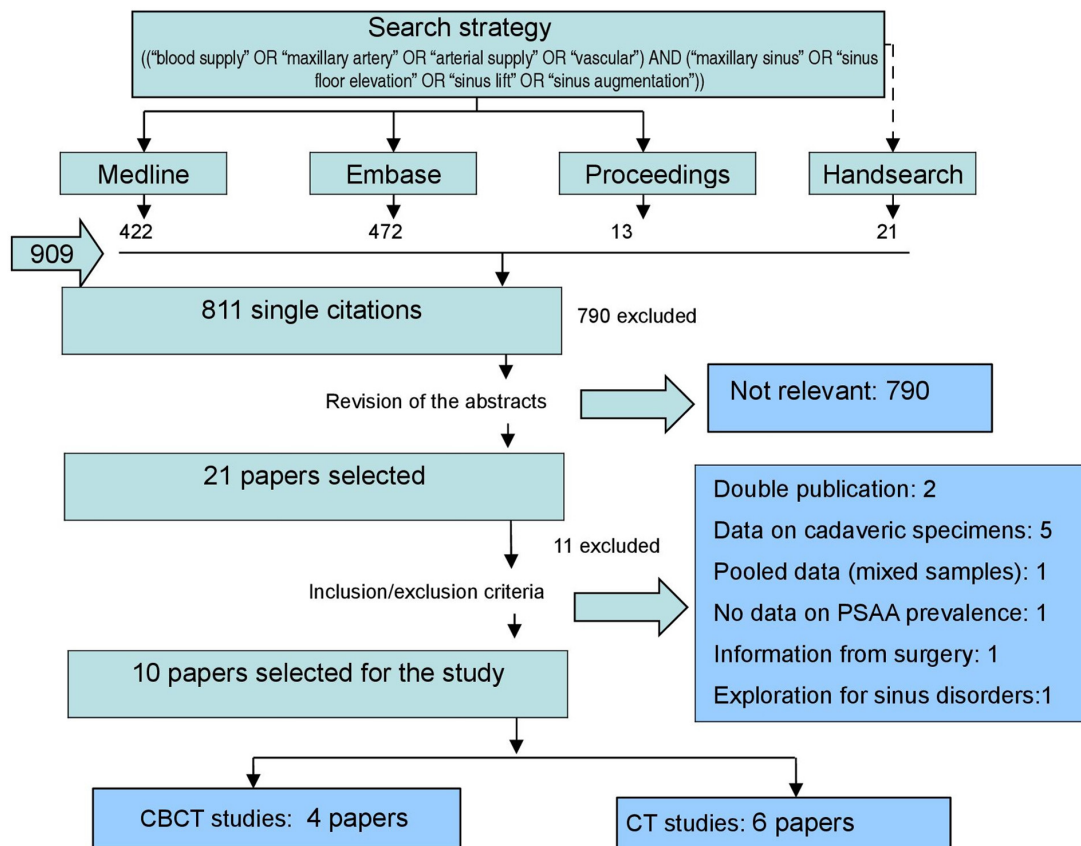 Search strategy
((“blood supply” OR “maxillary artery” OR “arterial supply” OR “vascular”) AND (“maxillary sinus” OR “sinus
floor elevation” OR “sinus lift” OR “sinus augmentation”))
Medline
Embase
Proceedings
Handsearch
422
472
13
21
909
811 single citations
790 excluded
Revision of the abstracts
Not relevant: 790
21 papers selected
11 excluded
Inclusion/exclusion criteria
Double publication: 2
Data on cadaveric specimens: 5
Pooled data (mixed samples): 1
No data on PSAA prevalence: 1
Information from surgery: 1
Exploration for sinus disorders:1
10 papers selected for the study
CBCT studies: 4 papers
CT studies: 6 papers